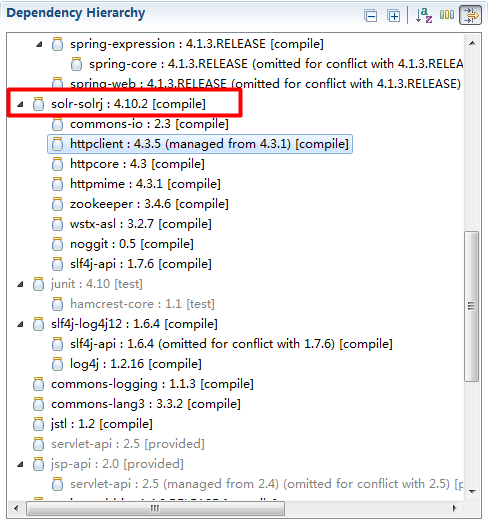 Dependency Hierarchy
spring-expression : 4.1.3.RELEASE [compile]
spring-core : 4.1.3.RELEASE (omitted for conflict with 4.1.3.RELEASE)
spring-web : 4.1.3.RELEASE (omitted for conflict with 4.1.3.RELEASE)
solr-solrj : 4.10.2 [compile]
commons-io : 2.3 [compile]
httpclient : 4.3.5 (managed from 4.3.1) [compile]
httpcore : 4.3 [compile]
httpmime : 4.3.1 [compile]
zookeeper : 3.4.6 [compile]
wstx-asl : 3.2.7 [compile]
noggit : 0.5 [compile]
slf4j-api : 1.7.6 [compile]
junit : 4.10 [test]
hamcrest-core : 1.1 [test]
slf4j-log4j12 : 1.6.4 [compile]
slf4j-api : 1.6.4 (omitted for conflict with 1.7.6) [compile]
log4j : 1.2.16 [compile]
commons-logging : 1.1.3 [compile]
commons-lang3 : 3.3.2 [compile]
jstl : 1.2 [compile]
servlet-api : 2.5 [provided]
jsp-api : 2.0 [provided]
servlet-api : 2.5 (managed from 2.4) (omitted for conflict with 2.5) [p